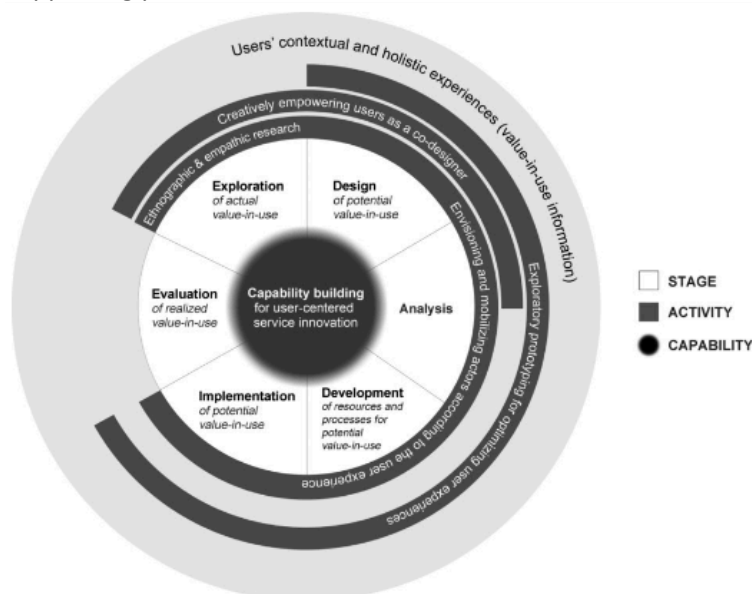 Users' contextual and holistic experiences (value-in-use information)
Creatively empowering users as a co-designer
Ethnographic & empathic research
Envisioning and mobilizing actors according to the user experience
Exploratory prototyping for optimizing user experiences
Exploration
of actual
value-in-use
Design
of potential
value-in-use
Evaluation
of realized
value-in-use
Capability building
for user-centered
service innovation
Analysis
Implementation
of potential
value-in-use
Development
of resources and
processes for
potential
value-in-use
STAGE
ACTIVITY
CAPABILITY